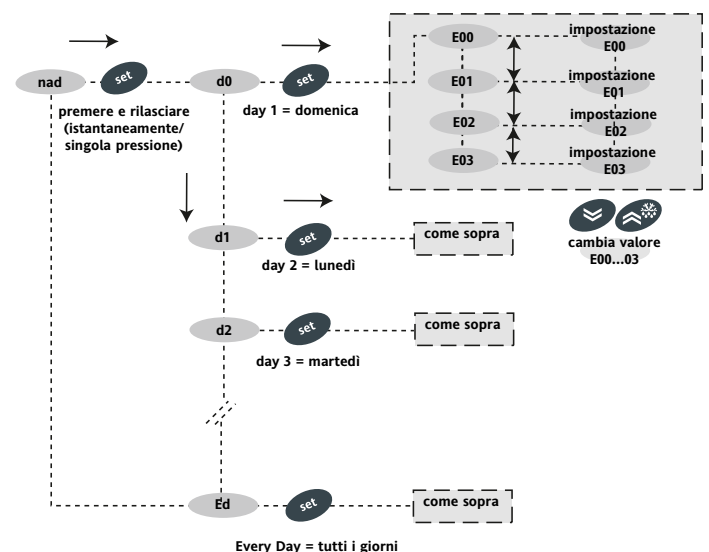 nad
set
d0
set
premere e rilasciare
(istantaneamente/
singola pressione)
day 1 = domenica
E00
impostazione
E00
E01
impostazione
E01
E02
impostazione
E02
E03
impostazione
E03
cambia valore
E00...03
d1
set
come sopra
day 2 = lunedì
d2
set
come sopra
day 3 = martedì
Ed
set
come sopra
Every Day = tutti i giorni